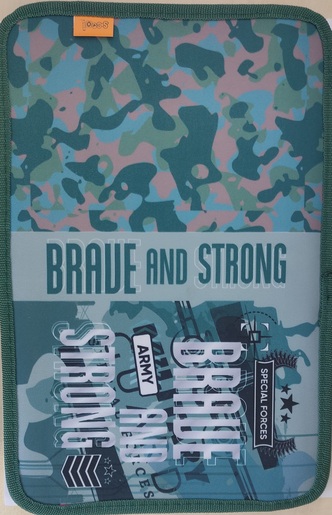 BRAVE AND STRONG
BRAVE
AND
STRONG
ARMY
SPECIAL FORCES